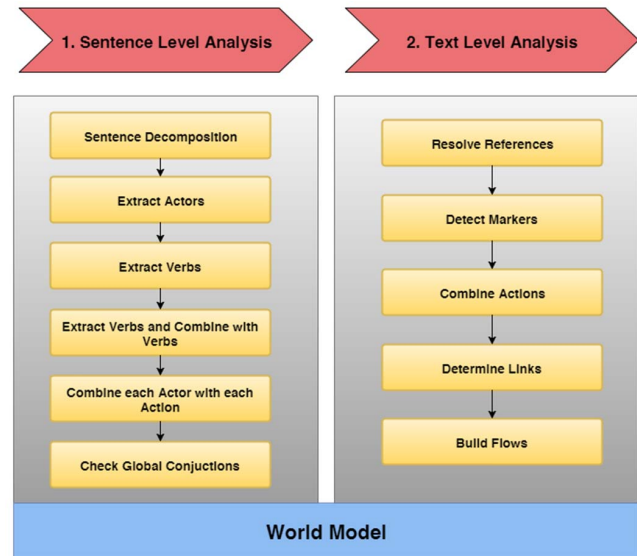 1. Sentence Level Analysis
2. Text Level Analysis
Sentence Decomposition
Extract Actors
Extract Verbs
Extract Verbs and Combine with
Verbs
Combine each Actor with each
Action
Check Global Conjuctions
Resolve References
Detect Markers
Combine Actions
Determine Links
Build Flows
World Model